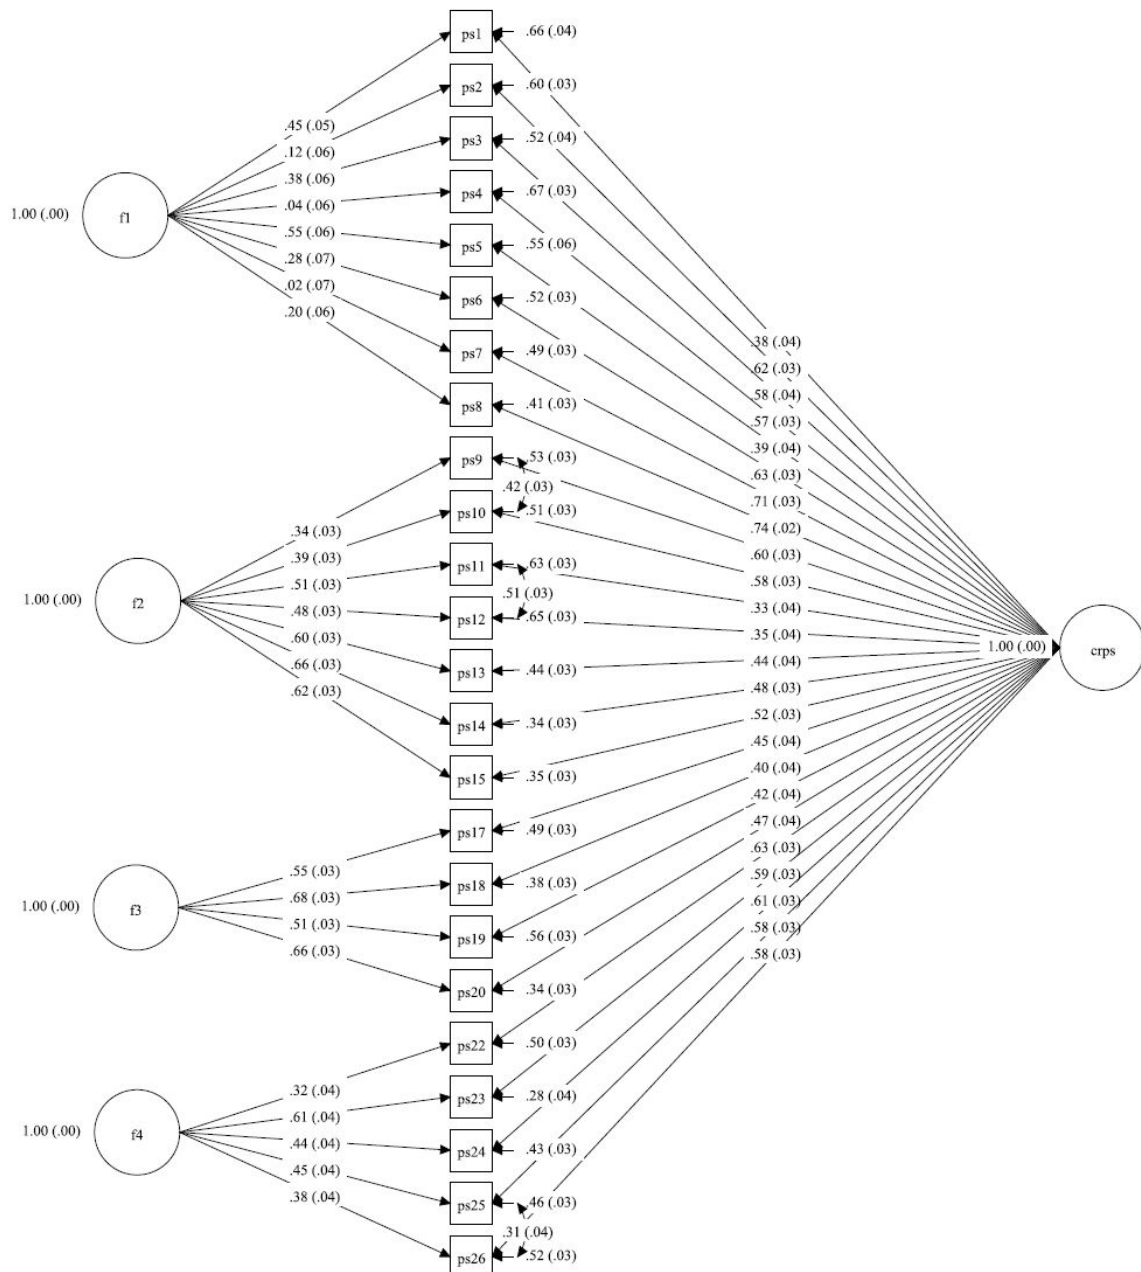 ps1
.66 (.04)
ps2
.60 (.03)
.45 (.05)
ps3
.52 (.04)
.12 (.06)
.38 (.06)
ps4
.67 (.03)
.04 (.06)
1.00 (.00)
f1
.55 (.06)
ps5
.55 (.06)
.28 (.07)
.02 (.07)
ps6
.52 (.03)
.20 (.06)
ps7
.49 (.03)
.38 (.04)
.62 (.03)
.58 (.04)
ps8
.41 (.03)
.57 (.03)
.39 (.04)
ps9
.53 (.03)
.63 (.03)
.42 (.03)
.71 (.03)
ps10
.51 (.03)
.74 (.02)
.34 (.03)
.60 (.03)
.39 (.03)
ps11
.63 (.03)
.58 (.03)
.51 (.03)
.51 (.03)
.33 (.04)
1.00 (.00)
f2
.48 (.03)
ps12
.65 (.03)
.35 (.04)
.60 (.03)
1.00 (.00)
crps
.66 (.03)
ps13
.44 (.03)
.44 (.04)
.62 (.03)
.48 (.03)
ps14
.34 (.03)
.52 (.03)
.45 (.04)
ps15
.35 (.03)
.40 (.04)
.42 (.04)
ps17
.49 (.03)
.47 (.04)
.63 (.03)
.55 (.03)
ps18
.38 (.03)
.59 (.03)
.68 (.03)
.61 (.03)
1.00 (.00)
f3
.51 (.03)
ps19
.56 (.03)
.58 (.03)
.66 (.03)
.58 (.03)
ps20
.34 (.03)
ps22
.50 (.03)
.32 (.04)
ps23
.28 (.04)
.61 (.04)
1.00 (.00)
f4
.44 (.04)
ps24
.43 (.03)
.45 (.04)
.38 (.04)
ps25
.46 (.03)
.31 (.04)
ps26
.52 (.03)